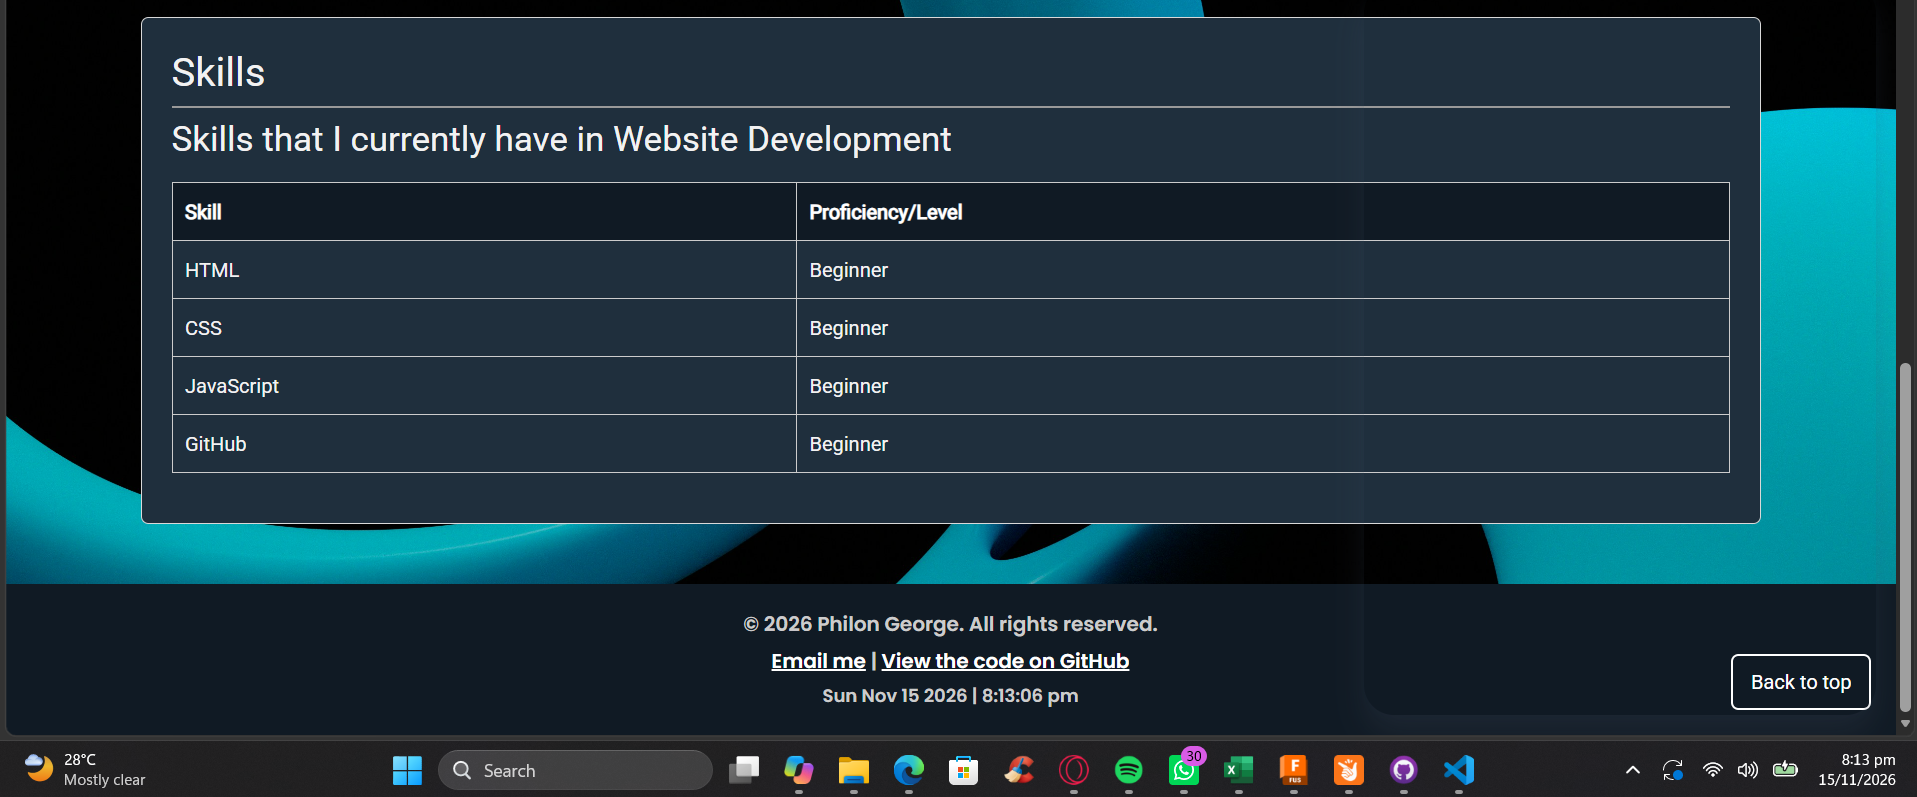 Skills
Skills that I currently have in Website Development
Skill Proficiency/Level
HTML Beginner
CSS Beginner
JavaScript Beginner
GitHub Beginner
© 2026 Philon George. All rights reserved.
Email me | View the code on GitHub
Sun Nov 15 2026 | 8:13:06 pm
Back to top
28°C
Mostly clear
Search
30
X
F
FUS
8:13 pm
15/11/2026